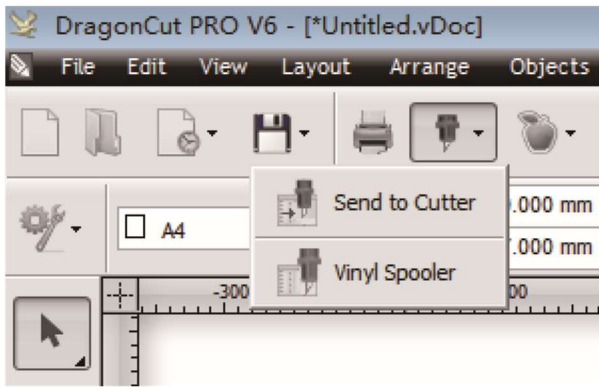 DragonCut PRO V6 - [*Untitled.vDoc]
File Edit View Layout Arrange Objects
Send to Cutter
.000 mm
A4
Vinyl Spooler
.000 mm
-300
00